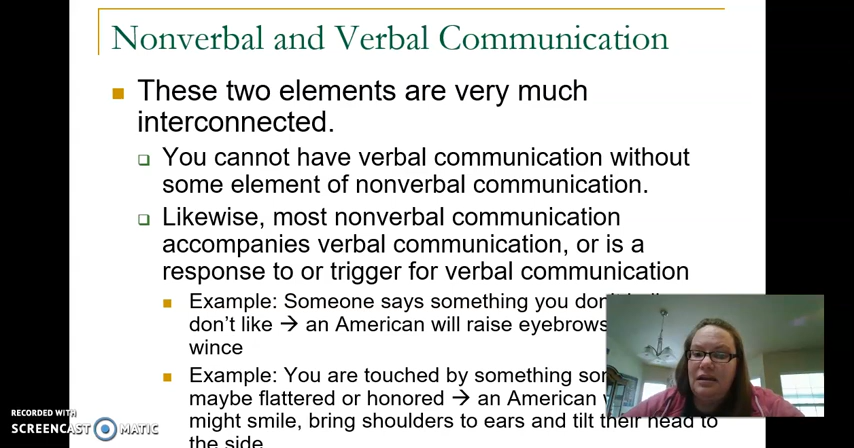 Nonverbal and Verbal Communication
These two elements are very much
interconnected.
You cannot have verbal communication without
some element of nonverbal communication.
Likewise, most nonverbal communication
accompanies verbal communication, or is a
response to or trigger for verbal communication
Example: Someone says something you
don't like → an American will raise eyebrows
wince
Example: You are touched by something
maybe flattered or honored → an American
might smile, bring shoulders to ears and tilt their head to
the side
RECORDED WITH
SCREENCAST MATIC